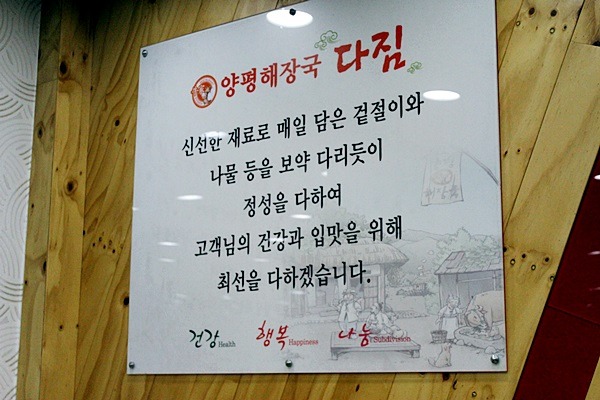 양평해장국 다짐
신선한 재료로 매일 담은 겉절이와
나물 등을 보약 다리듯이
정성을 다하여
고객님의 건강과 입맛을 위해
최선을 다하겠습니다.
건강 Health 행복 Happiness 나눔 Subdivision